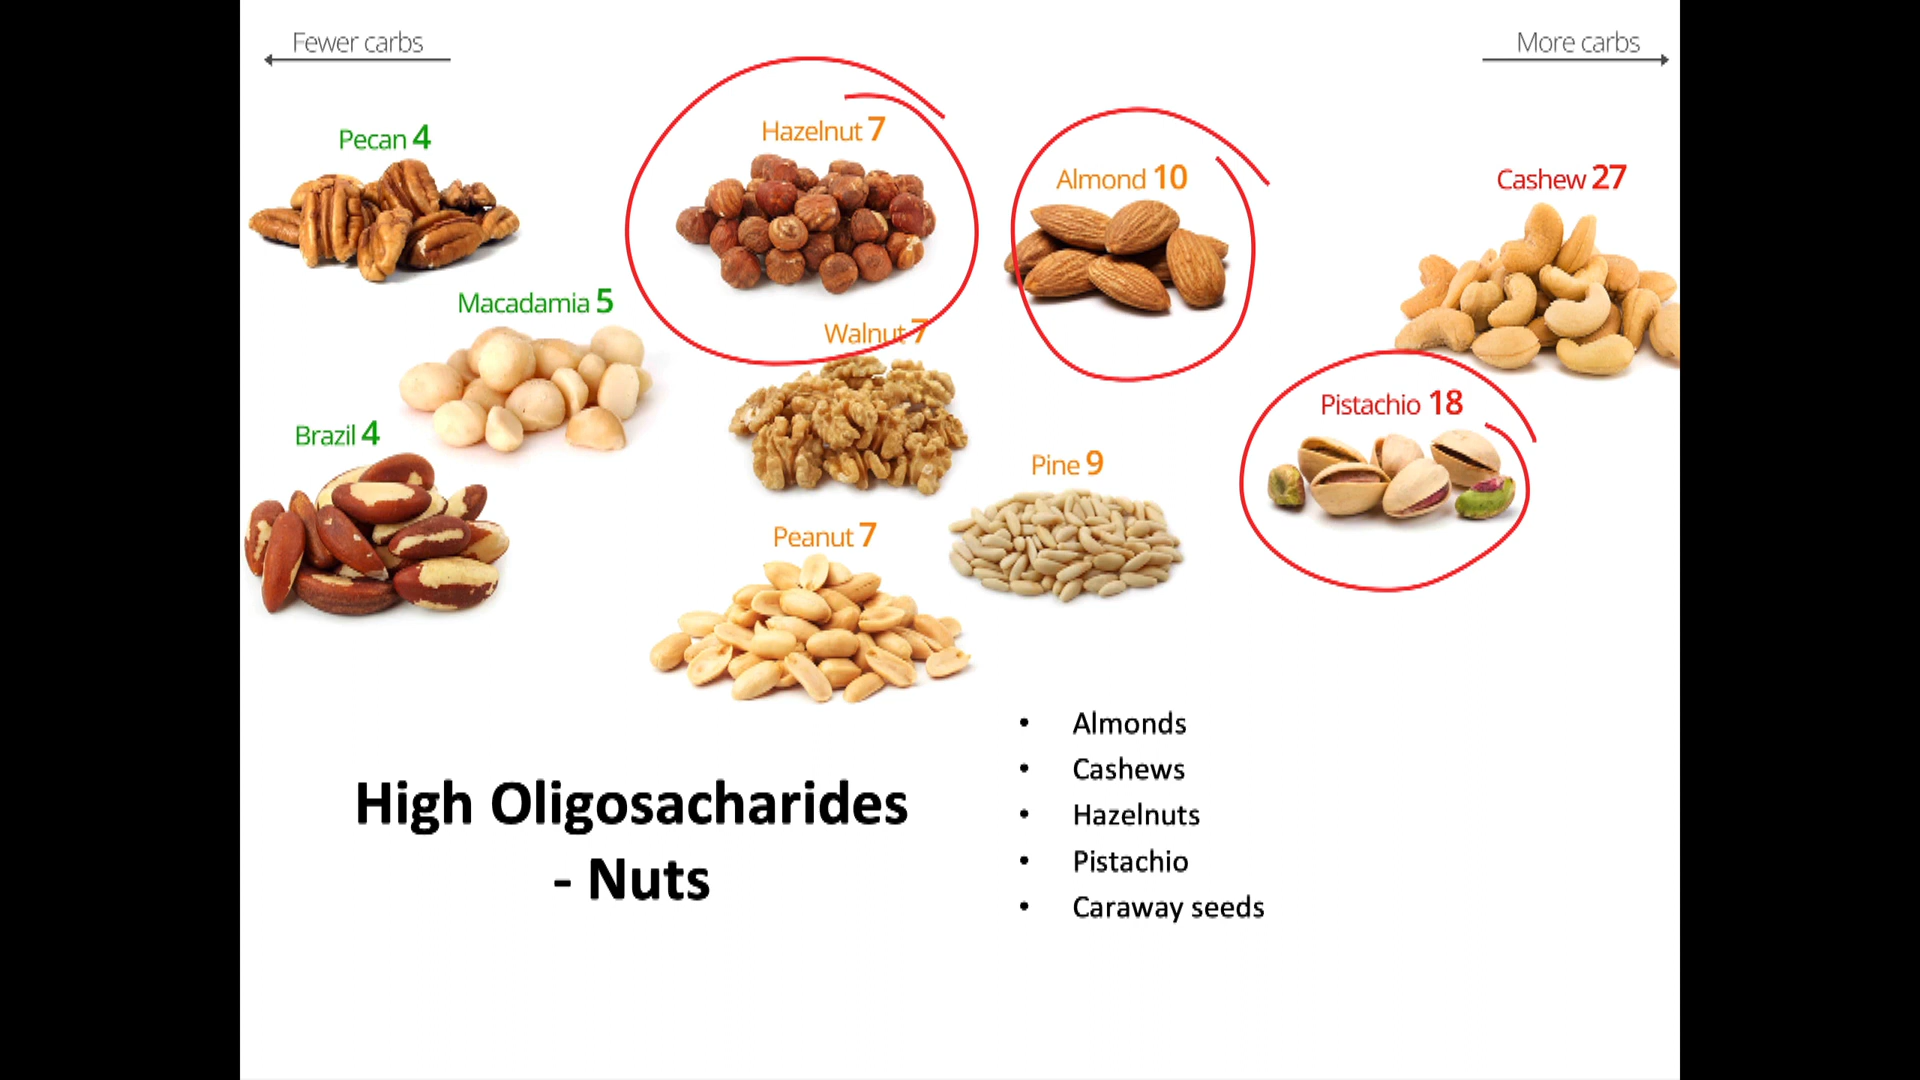 Fewer carbs
More carbs
Pecan 4
Hazelnut 7
Almond 10
Cashew 27
Macadamia 5
Walnut 7
Pistachio 18
Brazil 4
Pine 9
Peanut 7
High Oligosacharides
- Nuts
• Almonds
• Cashews
• Hazelnuts
• Pistachio
• Caraway seeds